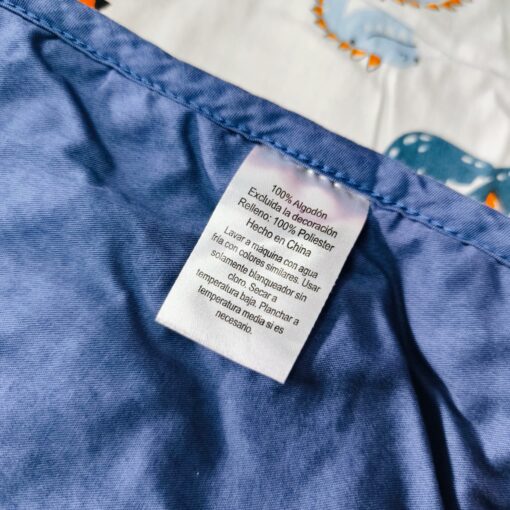 100% Algodón
Excluida la decoración
Relleno: 100% Poliester
Hecho en China
Lavar a máquina con agua
fría con colores similares. Usar
solamente blanqueador sin
cloro. Secar a
temperatura baja. Planchar a
temperatura media si es
necesario.